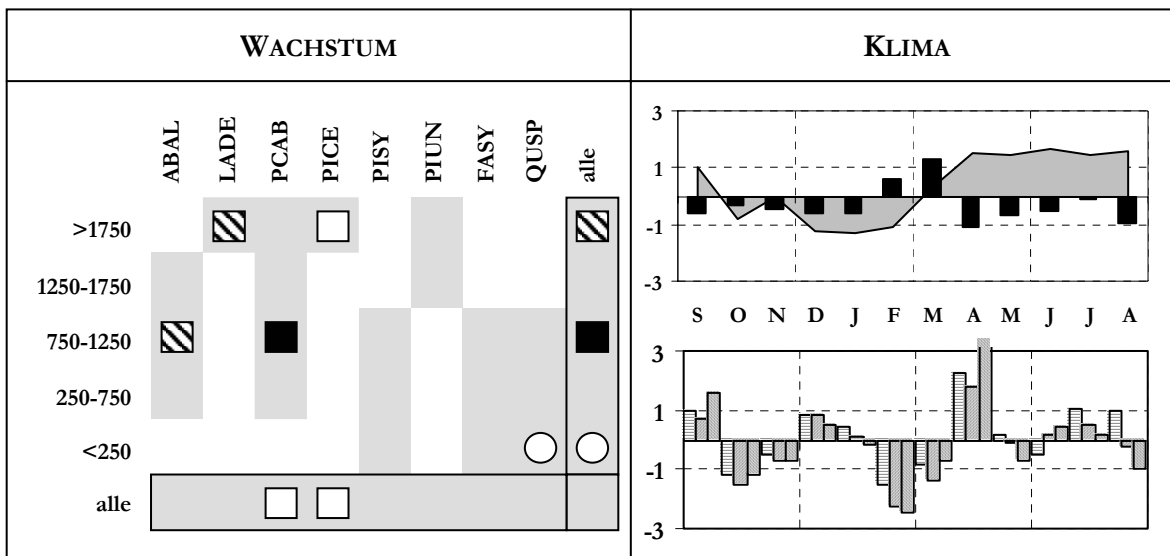 WACHSTUM
KLIMA
ABAL LADE PCAB PICE PISY PIUN FASY QUSP alle
>1750
1250-1750
750-1250
250-750
<250
alle
3
1
-1
-3
S O N D J F M A M J J A
3
1
-1
-3